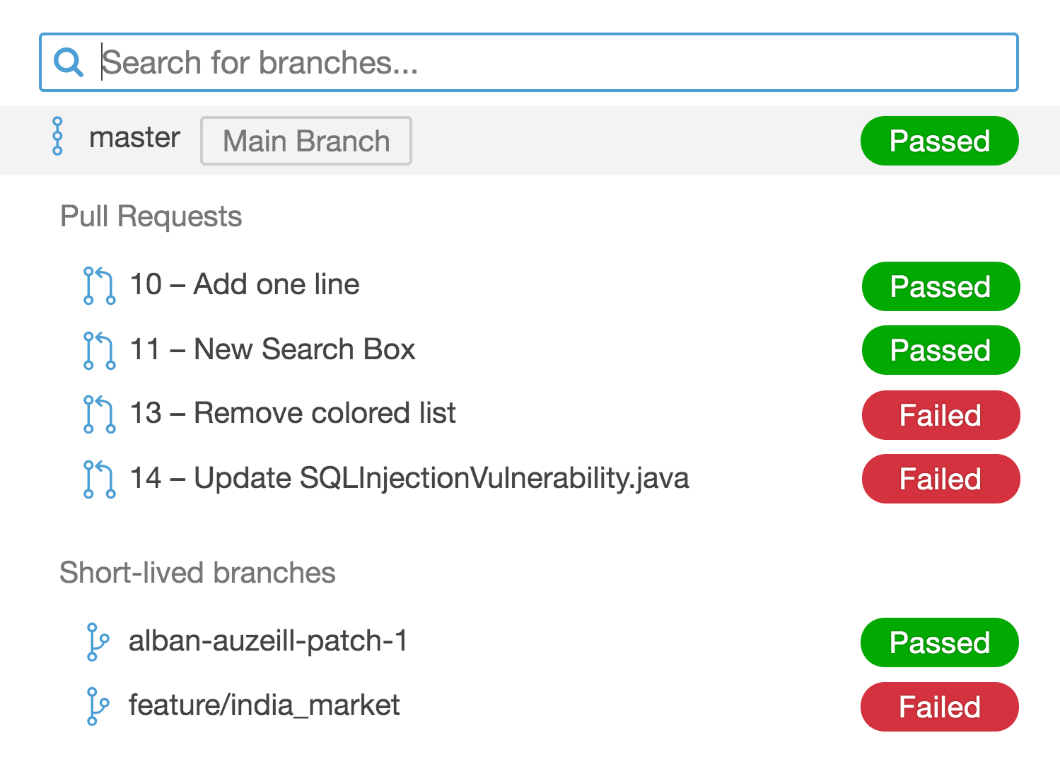 Search for branches...
master Main Branch Passed
Pull Requests
10 – Add one line Passed
11 – New Search Box Passed
13 – Remove colored list Failed
14 – Update SQLInjectionVulnerability.java Failed
Short-lived branches
alban-auzeill-patch-1 Passed
feature/india_market Failed